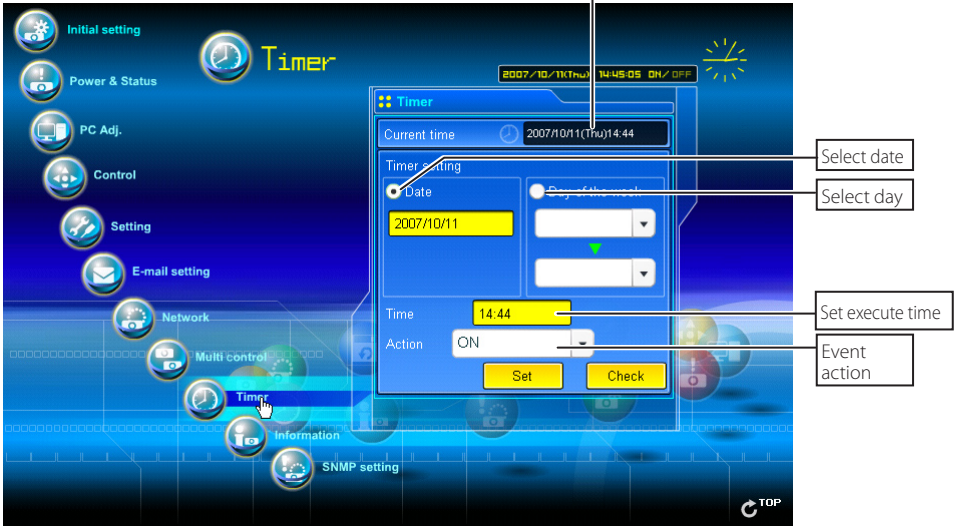 Initial setting
Power & Status
PC Adj.
Control
Setting
E-mail setting
Network
Multi control
Timer
Information
SNMP setting
Timer
2007/10/11(Thu) 14:45:05 ON/OFF
Timer
Current time
2007/10/11(Thu)14:44
Timer setting
Date
Day of the week
2007/10/11
Time
14:44
Action
ON
Set
Check
Select date
Select day
Set execute time
Event
action
TOP